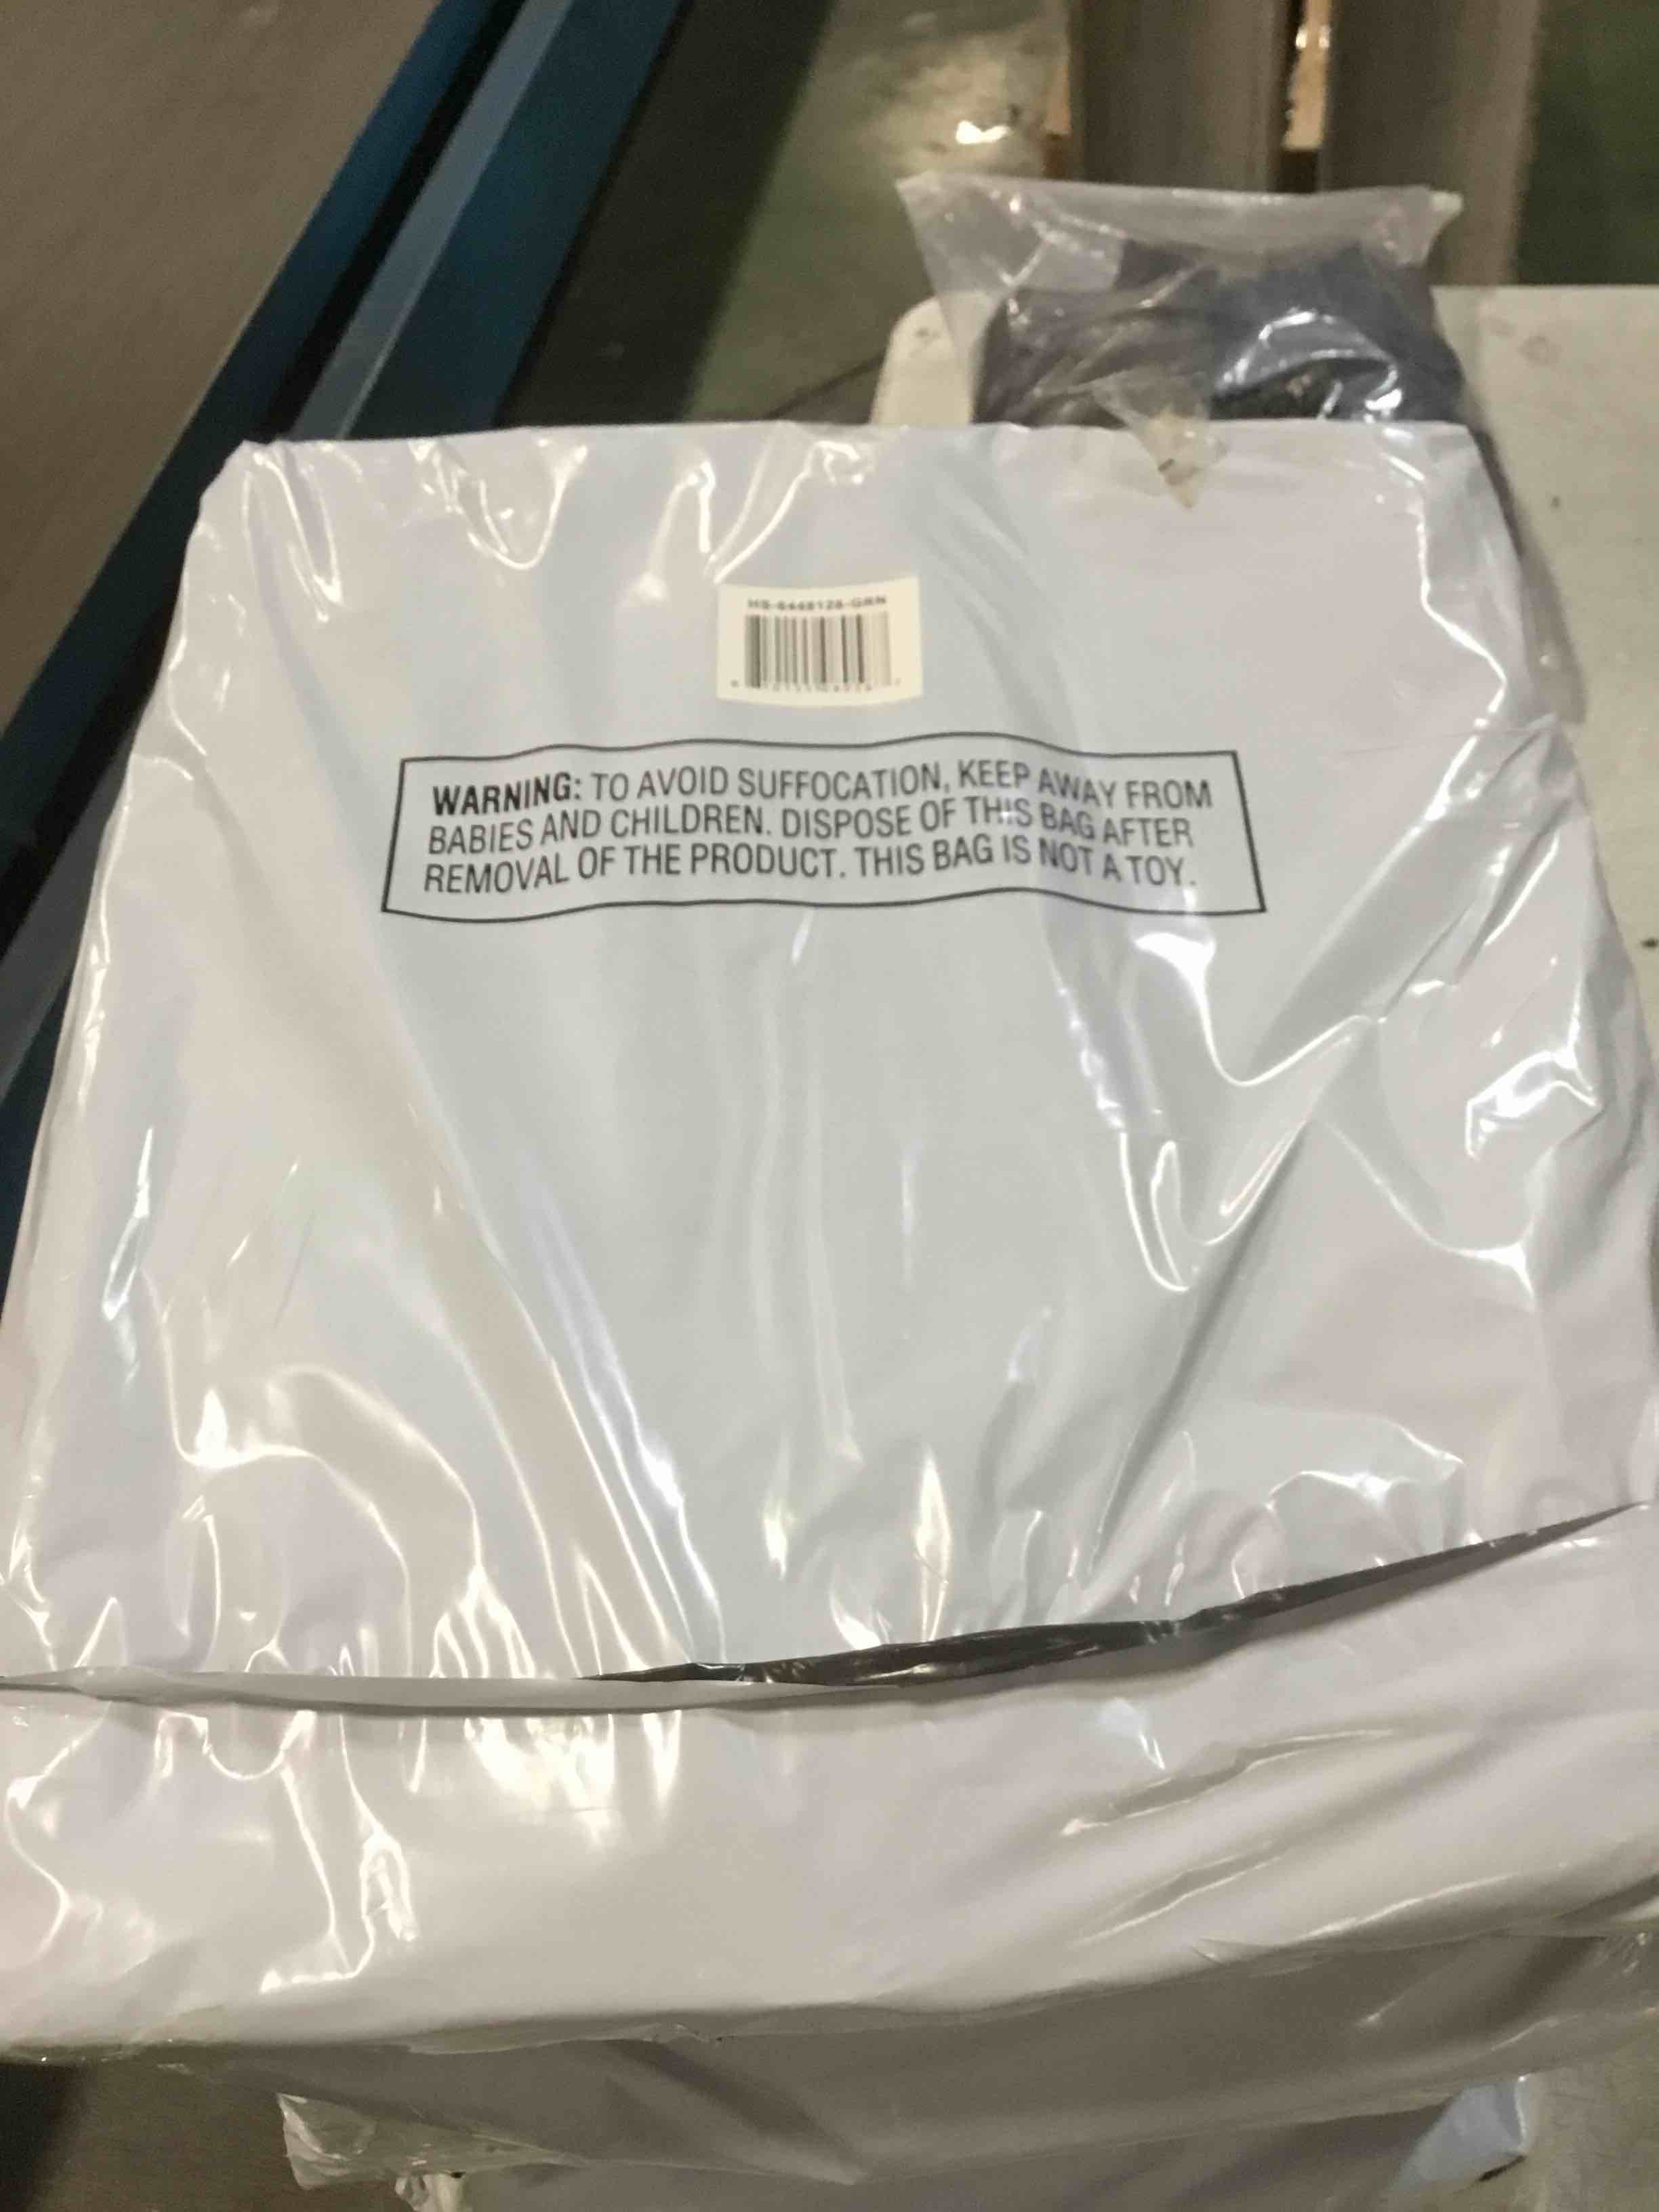 WARNING: TO AVOID SUFFOCATION, KEEP AWAY FROM
BABIES AND CHILDREN. DISPOSE OF THIS BAG AFTER
REMOVAL OF THE PRODUCT. THIS BAG IS NOT A TOY.